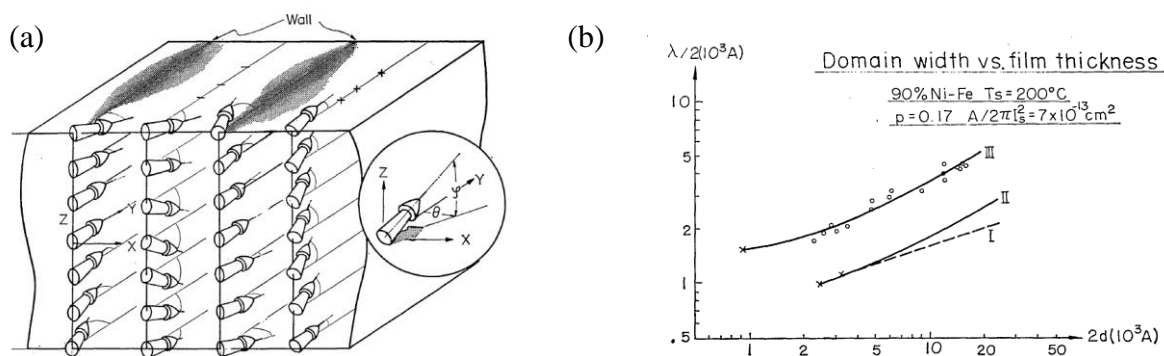 (a)
Wall
Z
X
Y
Z
Y
X
θ
φ
(b)
λ/2(10³A)
Domain width vs. film thickness
90% Ni-Fe Ts=200°C
p=0.17 A/2πI²s=7×10⁻¹³cm²
10
5
2
1
.5
III
II
I
1 2 5 10 20 50 2d(10³A)